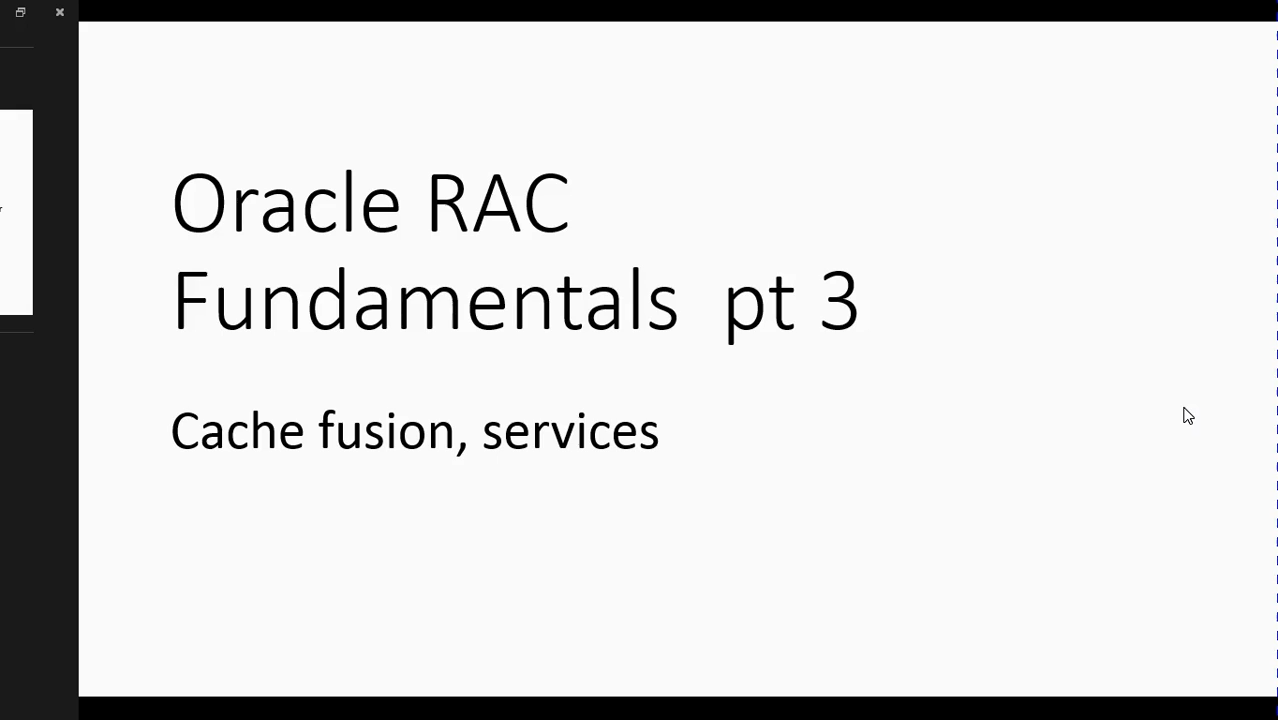 Oracle RAC
Fundamentals pt 3
Cache fusion, services